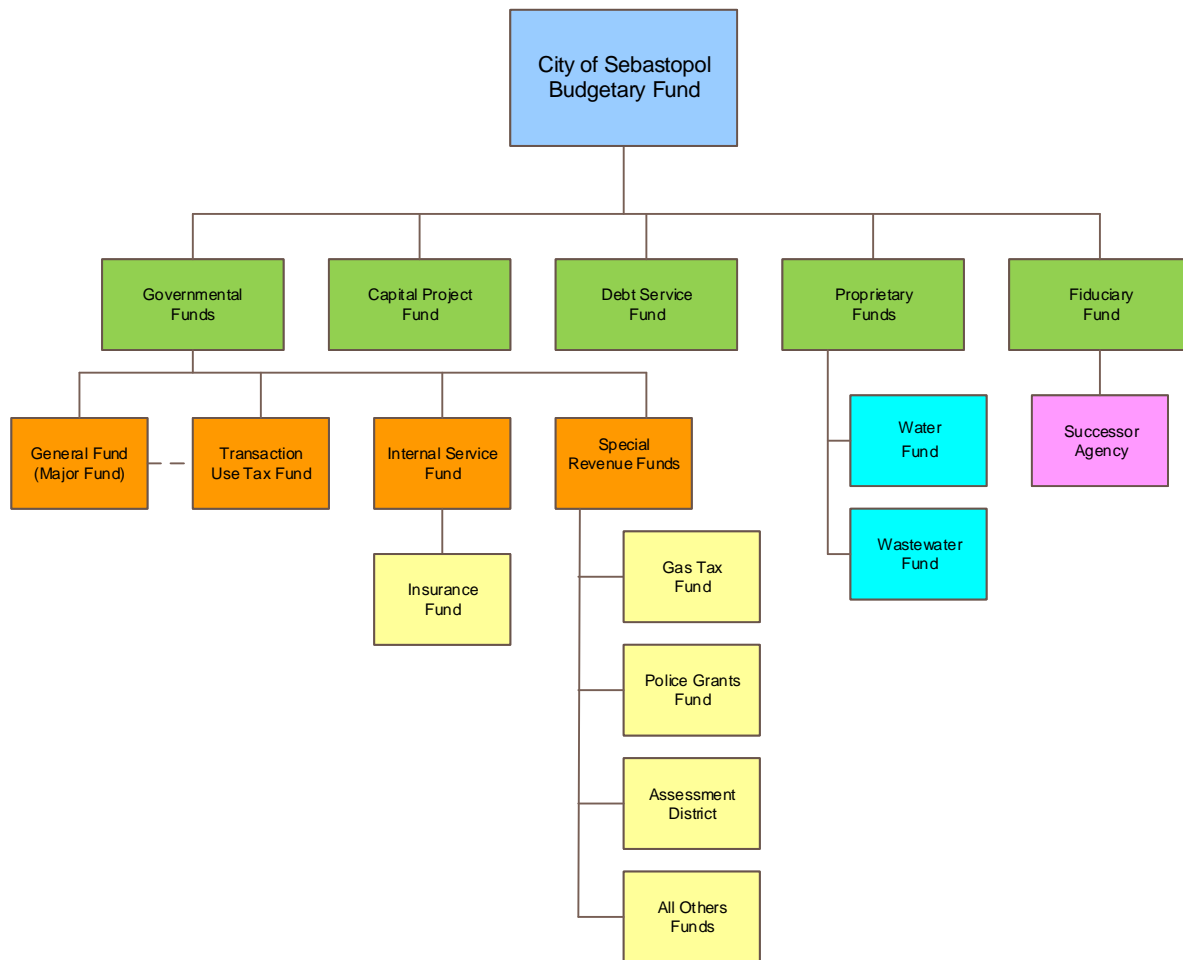 City of Sebastopol
Budgetary Fund
Governmental
Funds
Capital Project
Fund
Debt Service
Fund
Proprietary
Funds
Fiduciary
Fund
General Fund
(Major Fund)
Transaction
Use Tax Fund
Internal Service
Fund
Special
Revenue Funds
Water
Fund
Successor
Agency
Wastewater
Fund
Insurance
Fund
Gas Tax
Fund
Police Grants
Fund
Assessment
District
All Others
Funds